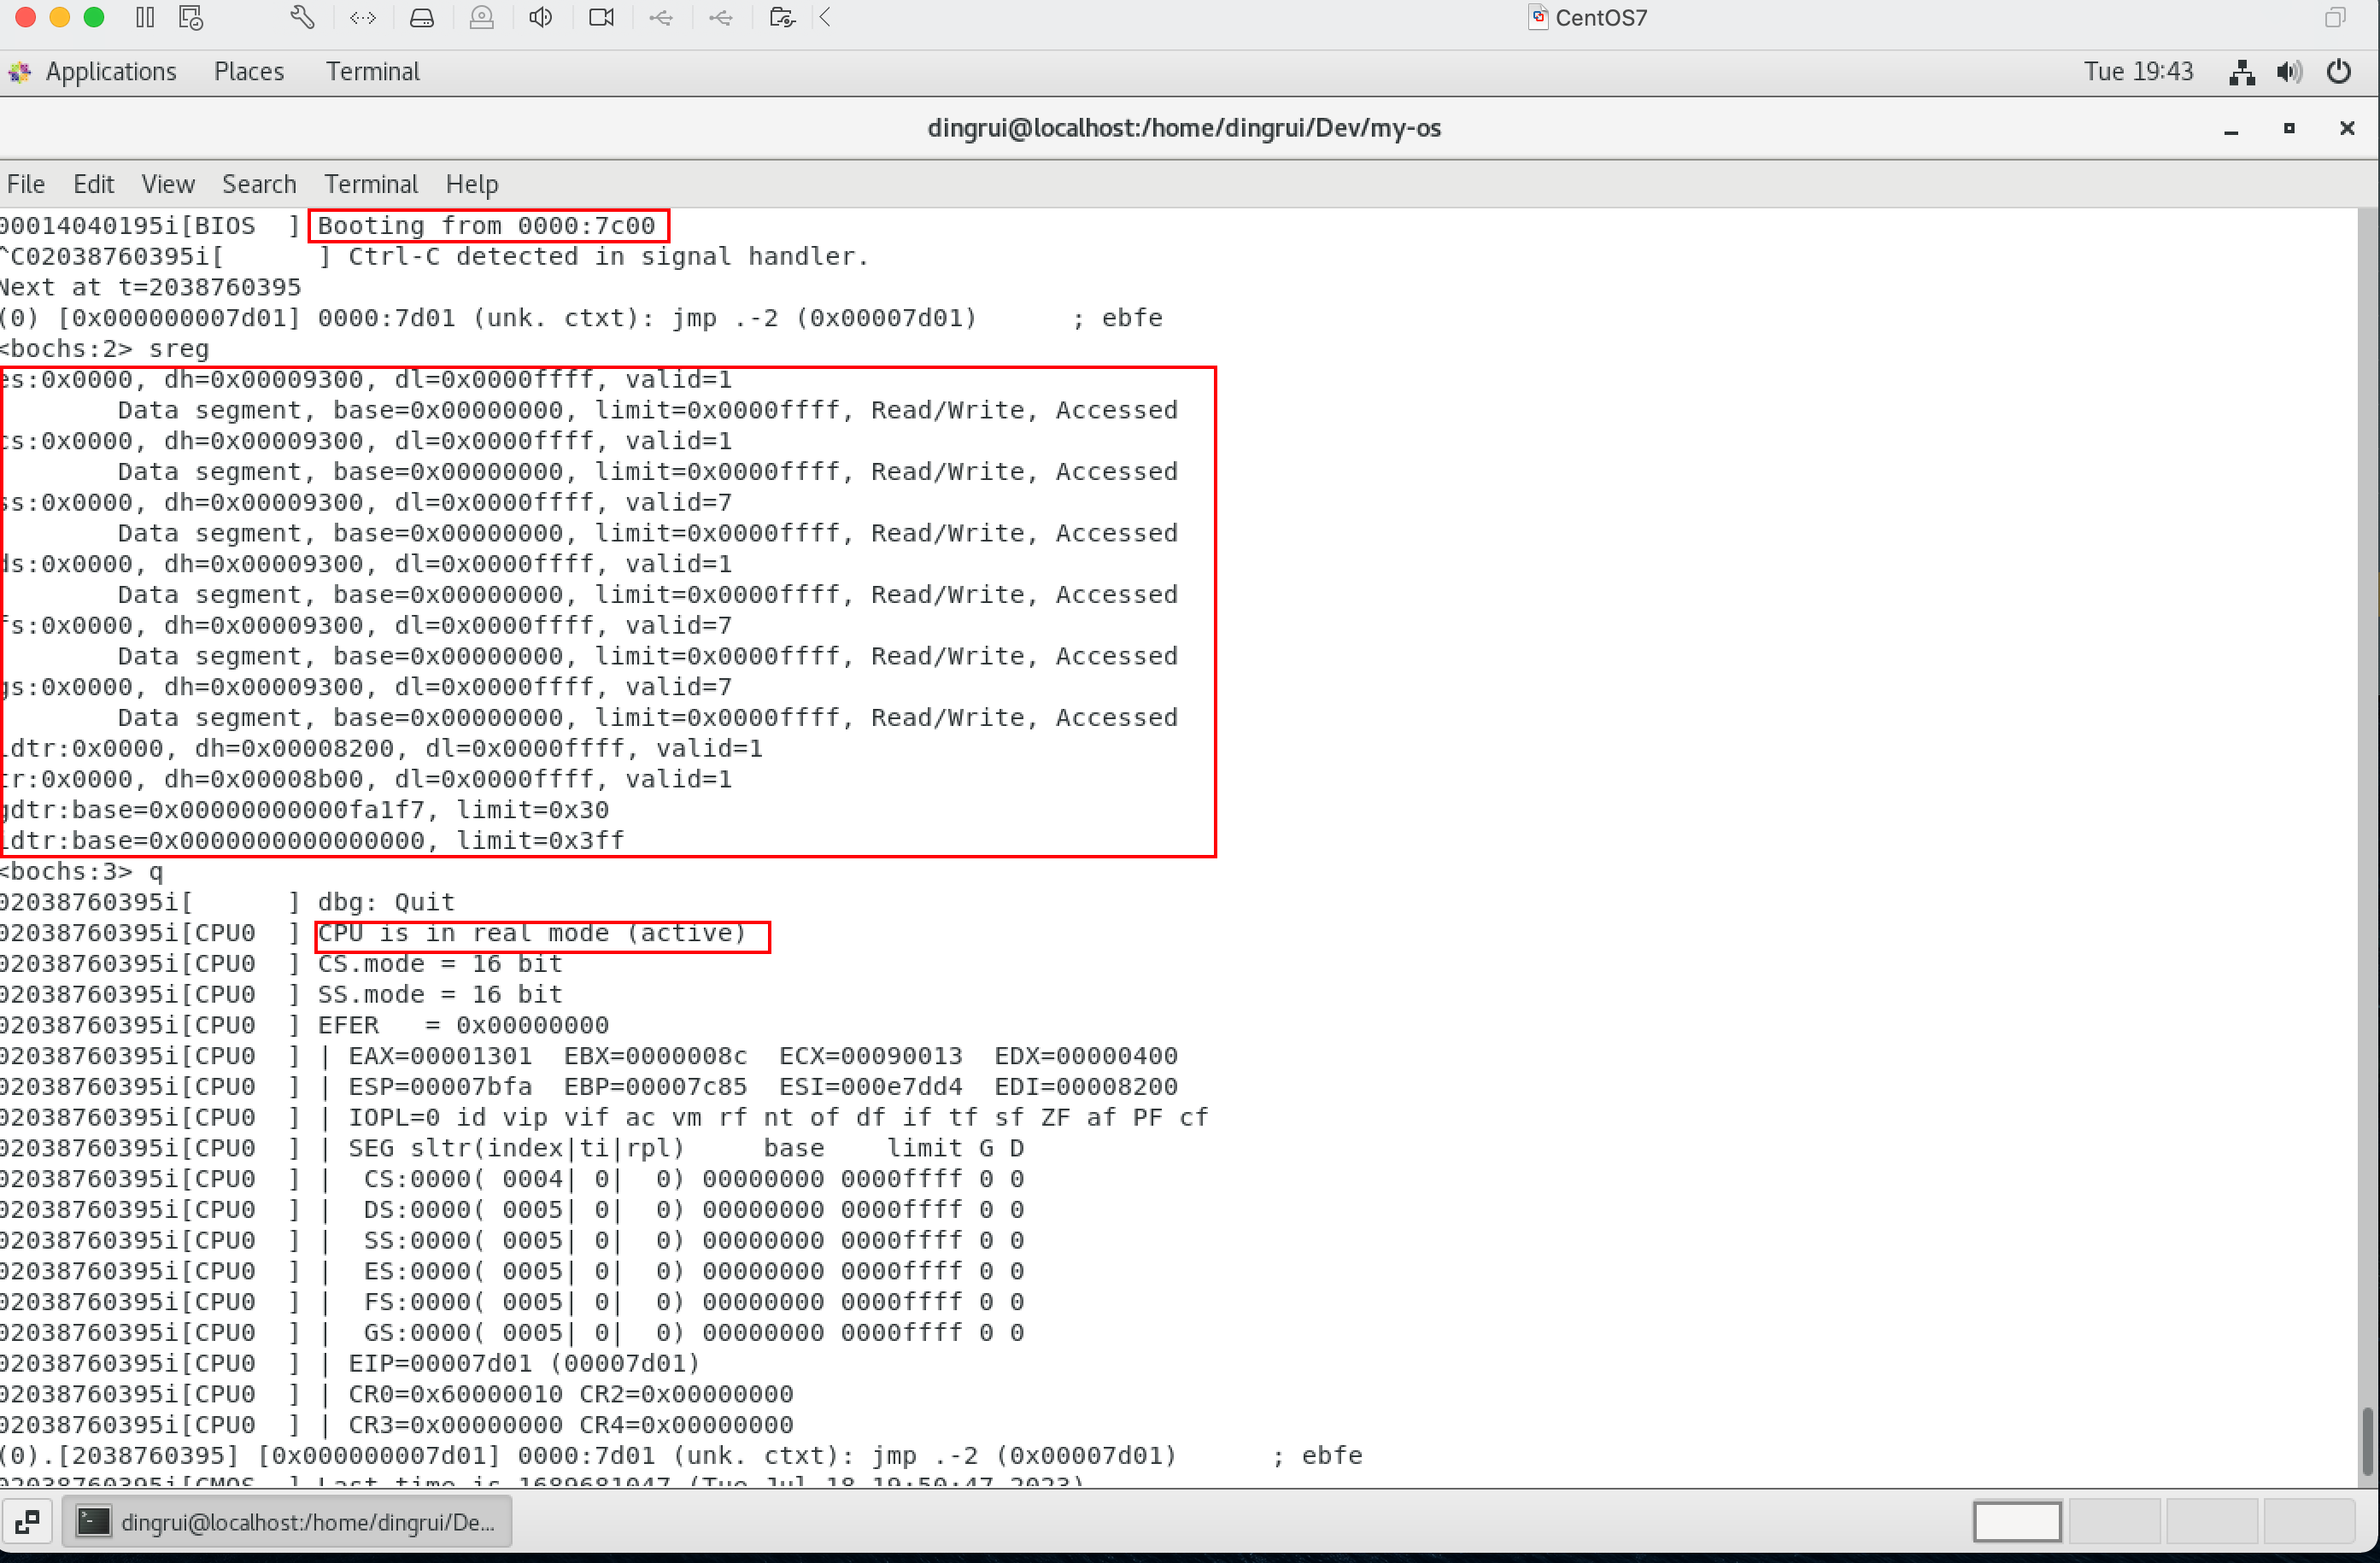 CentOS7
Applications Places Terminal Tue 19:43
dingrui@localhost:/home/dingrui/Dev/my-os
File Edit View Search Terminal Help
00014040195i[BIOS  ] Booting from 0000:7c00
^C02038760395i[      ] Ctrl-C detected in signal handler.
Next at t=2038760395
(0) [0x000000007d01] 0000:7d01 (unk. ctxt): jmp .-2 (0x00007d01)      ; ebfe
<bochs:2> sreg
es:0x0000, dh=0x00009300, dl=0x0000ffff, valid=1
Data segment, base=0x00000000, limit=0x0000ffff, Read/Write, Accessed
cs:0x0000, dh=0x00009300, dl=0x0000ffff, valid=1
Data segment, base=0x00000000, limit=0x0000ffff, Read/Write, Accessed
ss:0x0000, dh=0x00009300, dl=0x0000ffff, valid=7
Data segment, base=0x00000000, limit=0x0000ffff, Read/Write, Accessed
ds:0x0000, dh=0x00009300, dl=0x0000ffff, valid=1
Data segment, base=0x00000000, limit=0x0000ffff, Read/Write, Accessed
fs:0x0000, dh=0x00009300, dl=0x0000ffff, valid=7
Data segment, base=0x00000000, limit=0x0000ffff, Read/Write, Accessed
gs:0x0000, dh=0x00009300, dl=0x0000ffff, valid=7
Data segment, base=0x00000000, limit=0x0000ffff, Read/Write, Accessed
ldtr:0x0000, dh=0x00008200, dl=0x0000ffff, valid=1
tr:0x0000, dh=0x00008b00, dl=0x0000ffff, valid=1
gdtr:base=0x00000000000fa1f7, limit=0x30
idtr:base=0x0000000000000000, limit=0x3ff
<bochs:3> q
02038760395i[      ] dbg: Quit
02038760395i[CPU0  ] CPU is in real mode (active)
02038760395i[CPU0  ] CS.mode = 16 bit
02038760395i[CPU0  ] SS.mode = 16 bit
02038760395i[CPU0  ] EFER   = 0x00000000
02038760395i[CPU0  ] | EAX=00001301  EBX=0000008c  ECX=00090013  EDX=00000400
02038760395i[CPU0  ] | ESP=00007bfa  EBP=00007c85  ESI=000e7dd4  EDI=00008200
02038760395i[CPU0  ] | IOPL=0 id vip vif ac vm rf nt of df if tf sf ZF af PF cf
02038760395i[CPU0  ] | SEG sltr(index|ti|rpl)     base    limit G D
02038760395i[CPU0  ] |  CS:0000( 0004| 0|  0) 00000000 0000ffff 0 0
02038760395i[CPU0  ] |  DS:0000( 0005| 0|  0) 00000000 0000ffff 0 0
02038760395i[CPU0  ] |  SS:0000( 0005| 0|  0) 00000000 0000ffff 0 0
02038760395i[CPU0  ] |  ES:0000( 0005| 0|  0) 00000000 0000ffff 0 0
02038760395i[CPU0  ] |  FS:0000( 0005| 0|  0) 00000000 0000ffff 0 0
02038760395i[CPU0  ] |  GS:0000( 0005| 0|  0) 00000000 0000ffff 0 0
02038760395i[CPU0  ] | EIP=00007d01 (00007d01)
02038760395i[CPU0  ] | CR0=0x60000010 CR2=0x00000000
02038760395i[CPU0  ] | CR3=0x00000000 CR4=0x00000000
(0).[2038760395] [0x000000007d01] 0000:7d01 (unk. ctxt): jmp .-2 (0x00007d01)      ; ebfe
02038760395i[CMOS  ] Last time is 1689681047 (Tue Jul 18 19:50:47 2023)
dingrui@localhost:/home/dingrui/De...